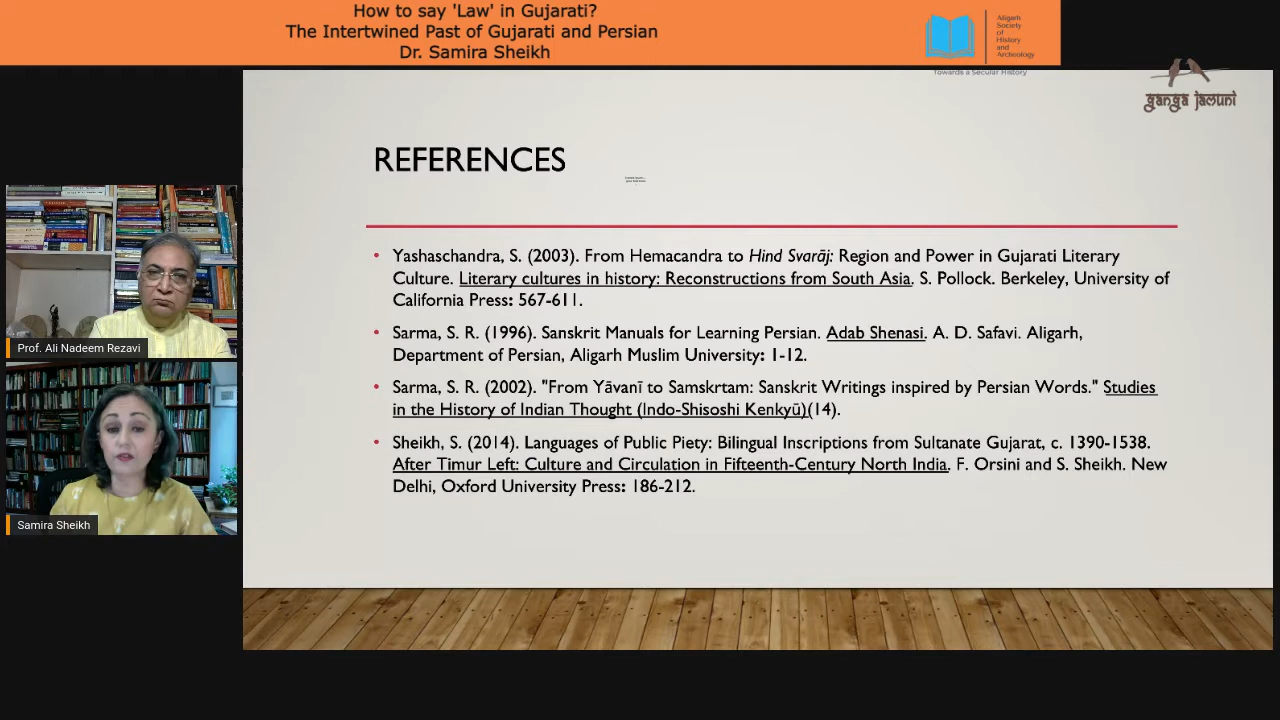 How to say 'Law' in Gujarati?
The Intertwined Past of Gujarati and Persian
Dr. Samira Sheikh
Aligarh
Society
of
History
and
Archeology
Towards a Secular History
ganga jamuni
REFERENCES
• Yashaschandra, S. (2003). From Hemacandra to Hind Svarāj: Region and Power in Gujarati Literary
Culture. Literary cultures in history: Reconstructions from South Asia. S. Pollock. Berkeley, University of
California Press: 567-611.
• Sarma, S. R. (1996). Sanskrit Manuals for Learning Persian. Adab Shenasi. A. D. Safavi. Aligarh,
Department of Persian, Aligarh Muslim University: 1-12.
• Sarma, S. R. (2002). "From Yāvanī to Samskrtam: Sanskrit Writings inspired by Persian Words." Studies
in the History of Indian Thought (Indo-Shisoshi Kenkyū)(14).
• Sheikh, S. (2014). Languages of Public Piety: Bilingual Inscriptions from Sultanate Gujarat, c. 1390-1538.
After Timur Left: Culture and Circulation in Fifteenth-Century North India. F. Orsini and S. Sheikh. New
Delhi, Oxford University Press: 186-212.
Prof. Ali Nadeem Rezavi
Samira Sheikh